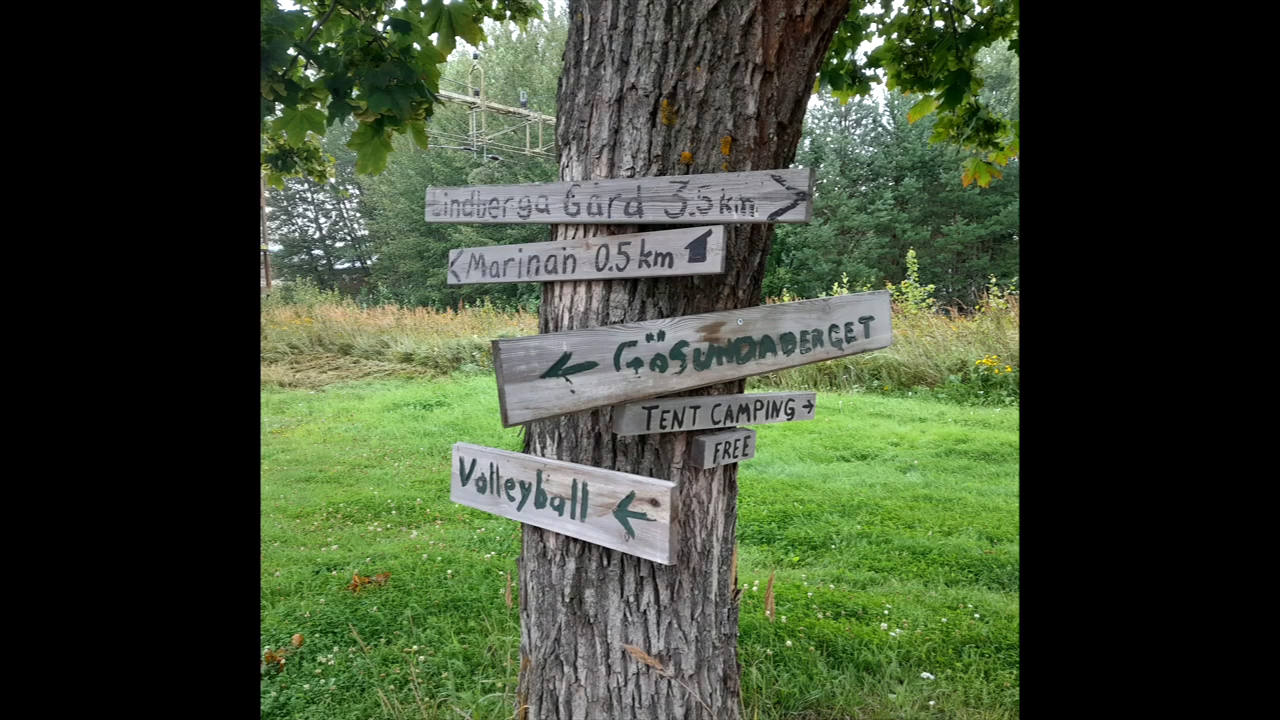 Lindberga Gård 3.5 km >
< Marinan 0.5 km
← GÖSUNDABERGET
TENT CAMPING →
FREE
Volleyball ←